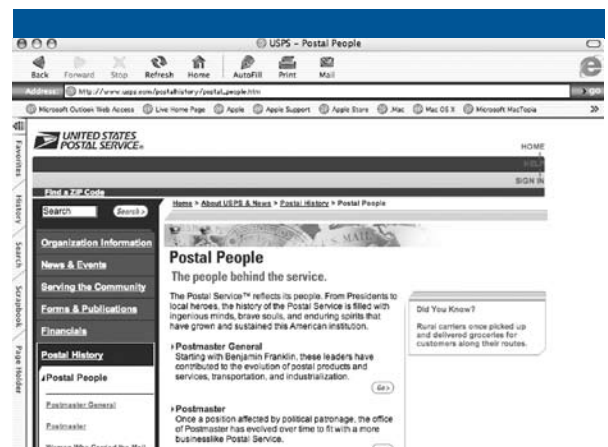 USPS – Postal People
Back Forward Stop Refresh Home AutoFill Print Mail
Address: http://www.usps.com/postalhistory/postal_people.htm go
Microsoft Outlook Web Access Live Home Page Apple Apple Support Apple Store .Mac Mac OS X Microsoft MacTopia
Favorites
History
Search
Scrapbook
Page Holder
UNITED STATES
POSTAL SERVICE®
HOME
HELP
SIGN IN
Find a ZIP Code
Search Search >
Home > About USPS & News > Postal History > Postal People
Organization Information
News & Events
Serving the Community
Forms & Publications
Financials
Postal History
Postal People
Postmaster General
Postmaster
Women Who Carried the Mail
U.S. MAIL
Postal People
The people behind the service.
The Postal Service™ reflects its people. From Presidents to
local heroes, the history of the Postal Service is filled with
ingenious minds, brave souls, and enduring spirits that
have grown and sustained this American institution.
Postmaster General
Starting with Benjamin Franklin, these leaders have
contributed to the evolution of postal products and
services, transportation, and industrialization.
Go >
Postmaster
Once a position affected by political patronage, the office
of Postmaster has evolved over time to fit with a more
businesslike Postal Service.
Did You Know?
Rural carriers once picked up
and delivered groceries for
customers along their routes.